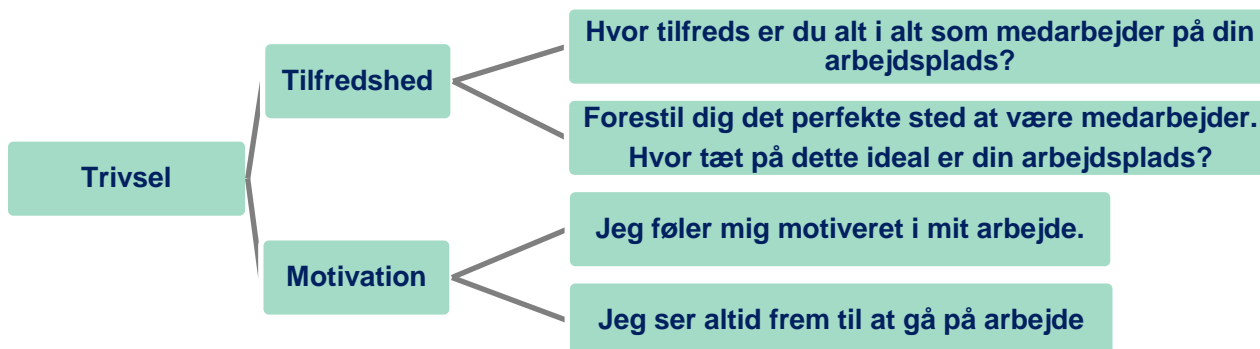 Trivsel
Tilfredshed
Hvor tilfreds er du alt i alt som medarbejder på din
arbejdsplads?
Forestil dig det perfekte sted at være medarbejder.
Hvor tæt på dette ideal er din arbejdsplads?
Motivation
Jeg føler mig motiveret i mit arbejde.
Jeg ser altid frem til at gå på arbejde